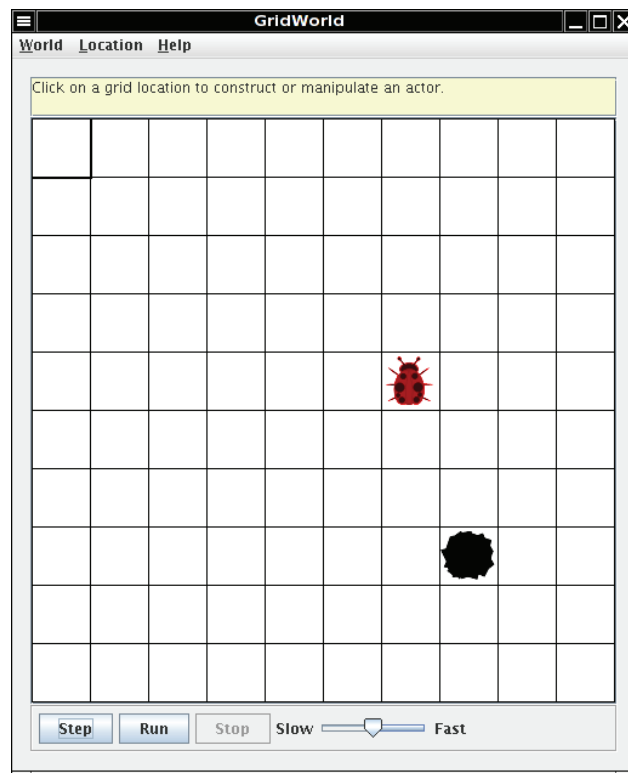 GridWorld
World Location Help
Click on a grid location to construct or manipulate an actor.
Step Run Stop Slow Fast